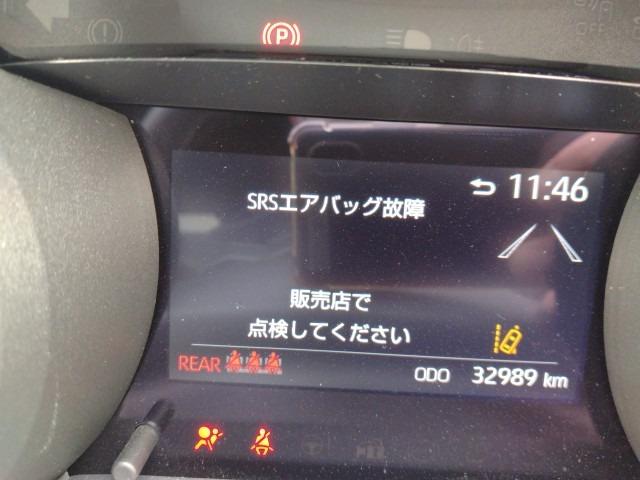 P
OFF
11:46
SRSエアバッグ故障
販売店で
点検してください
REAR
ODO 32989 km